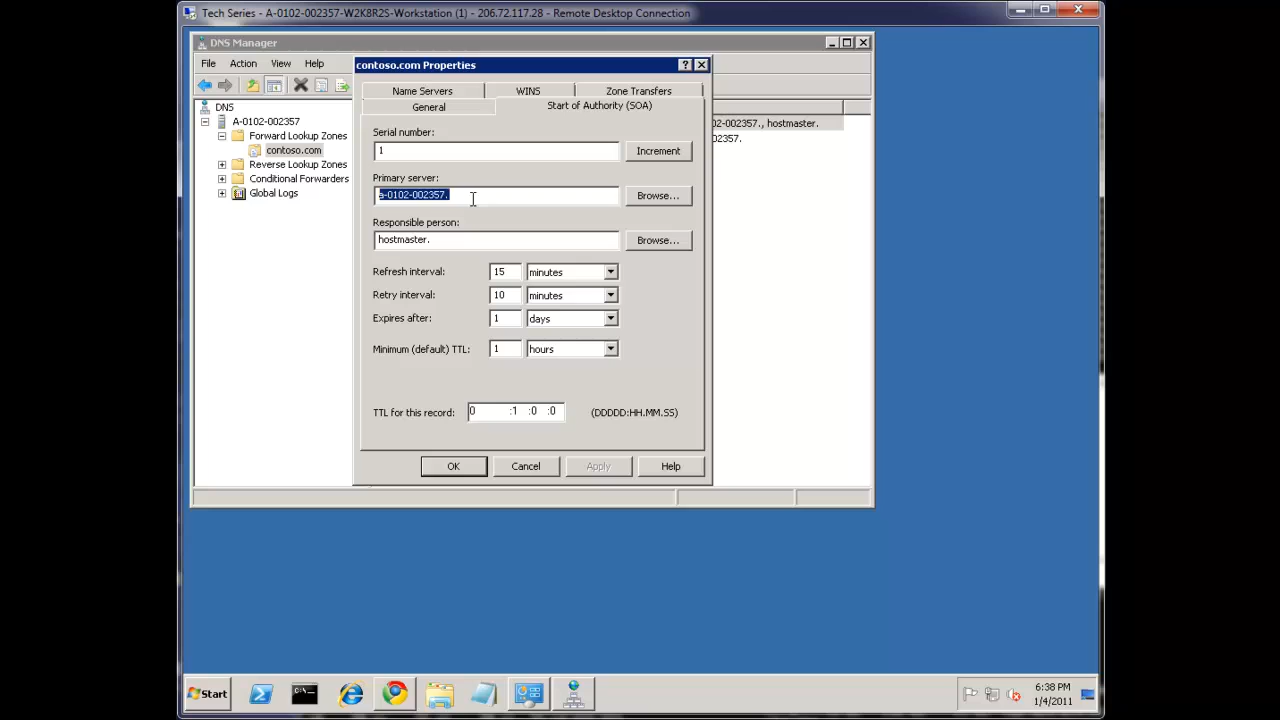 Tech Series - A-0102-002357-W2K8R2S-Workstation (1) - 206.72.117.28 - Remote Desktop Connection
DNS Manager
File Action View Help
DNS
A-0102-002357
Forward Lookup Zones
contoso.com
Reverse Lookup Zones
Conditional Forwarders
Global Logs
contoso.com Properties
Name Servers WINS Zone Transfers
General Start of Authority (SOA)
Serial number:
1 Increment
Primary server:
a-0102-002357. Browse...
Responsible person:
hostmaster. Browse...
Refresh interval: 15 minutes
Retry interval: 10 minutes
Expires after: 1 days
Minimum (default) TTL: 1 hours
TTL for this record: 0 :1 :0 :0 (DDDDD:HH.MM.SS)
OK Cancel Apply Help
02-002357., hostmaster.
02357.
Start
6:38 PM
1/4/2011